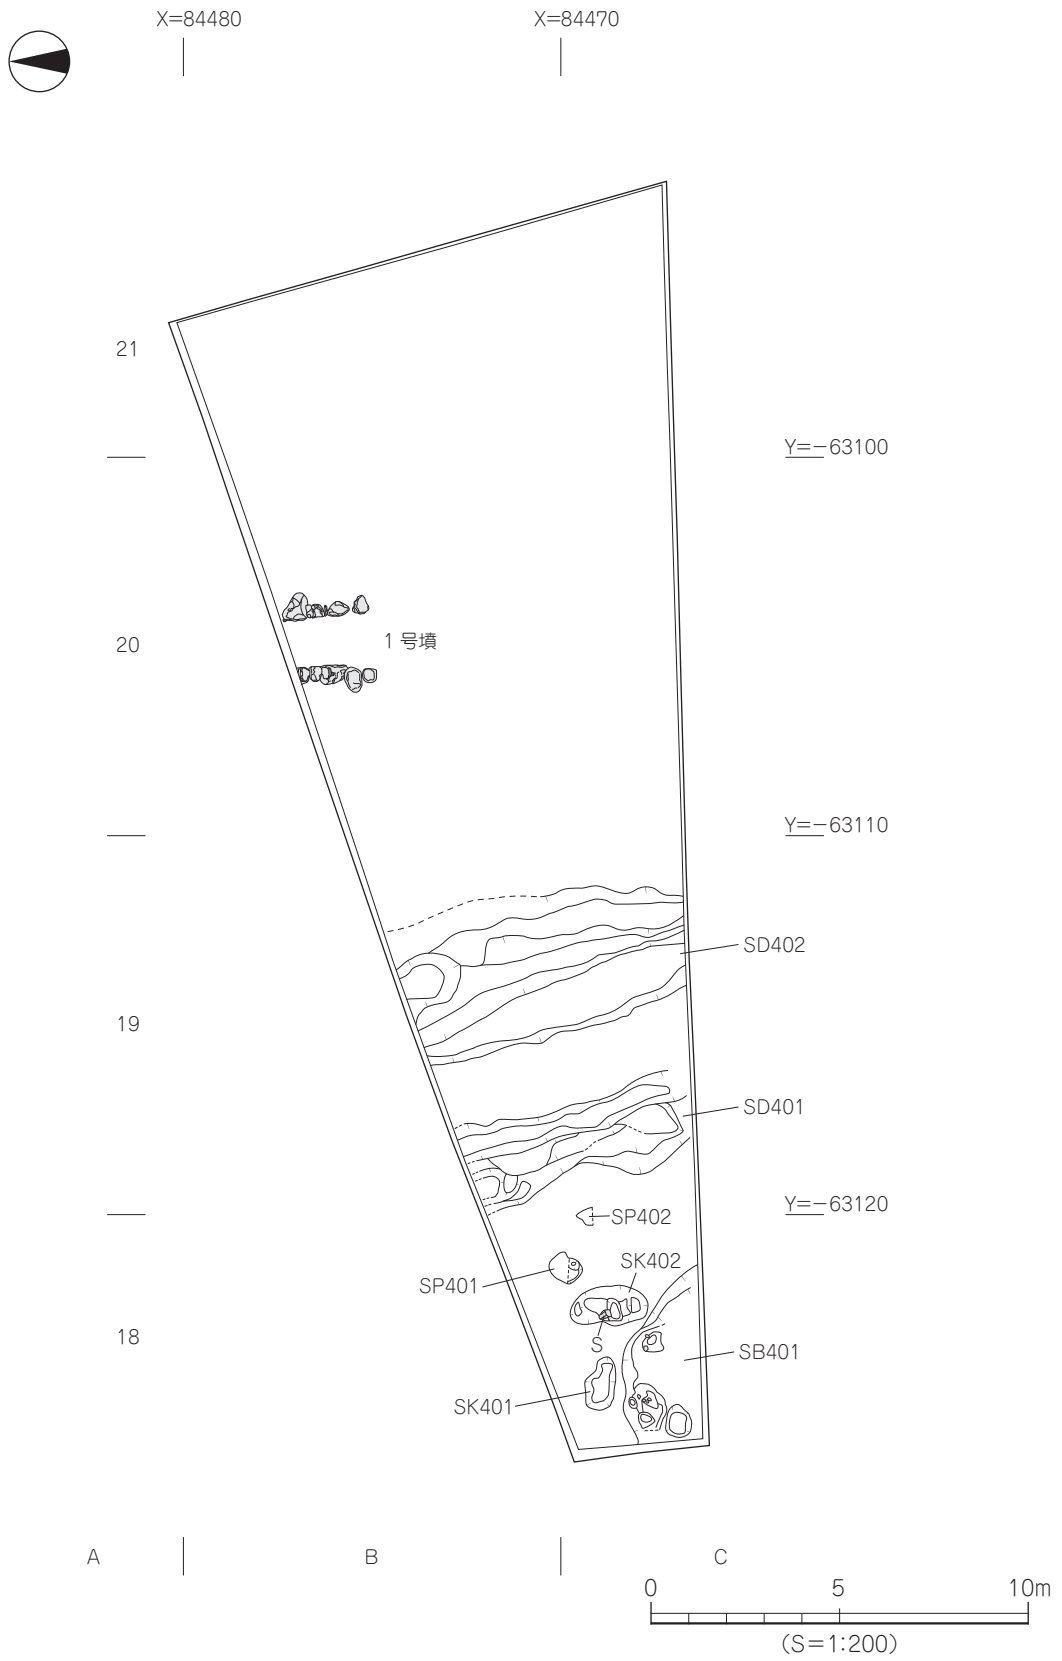 X=84480
X=84470
21
Y=−63100
1 号墳
20
Y=−63110
SD402
19
SD401
Y=−63120
SP402
SK402
SP401
S
18
SB401
SK401
A
B
C
0
5
10m
(S=1:200)